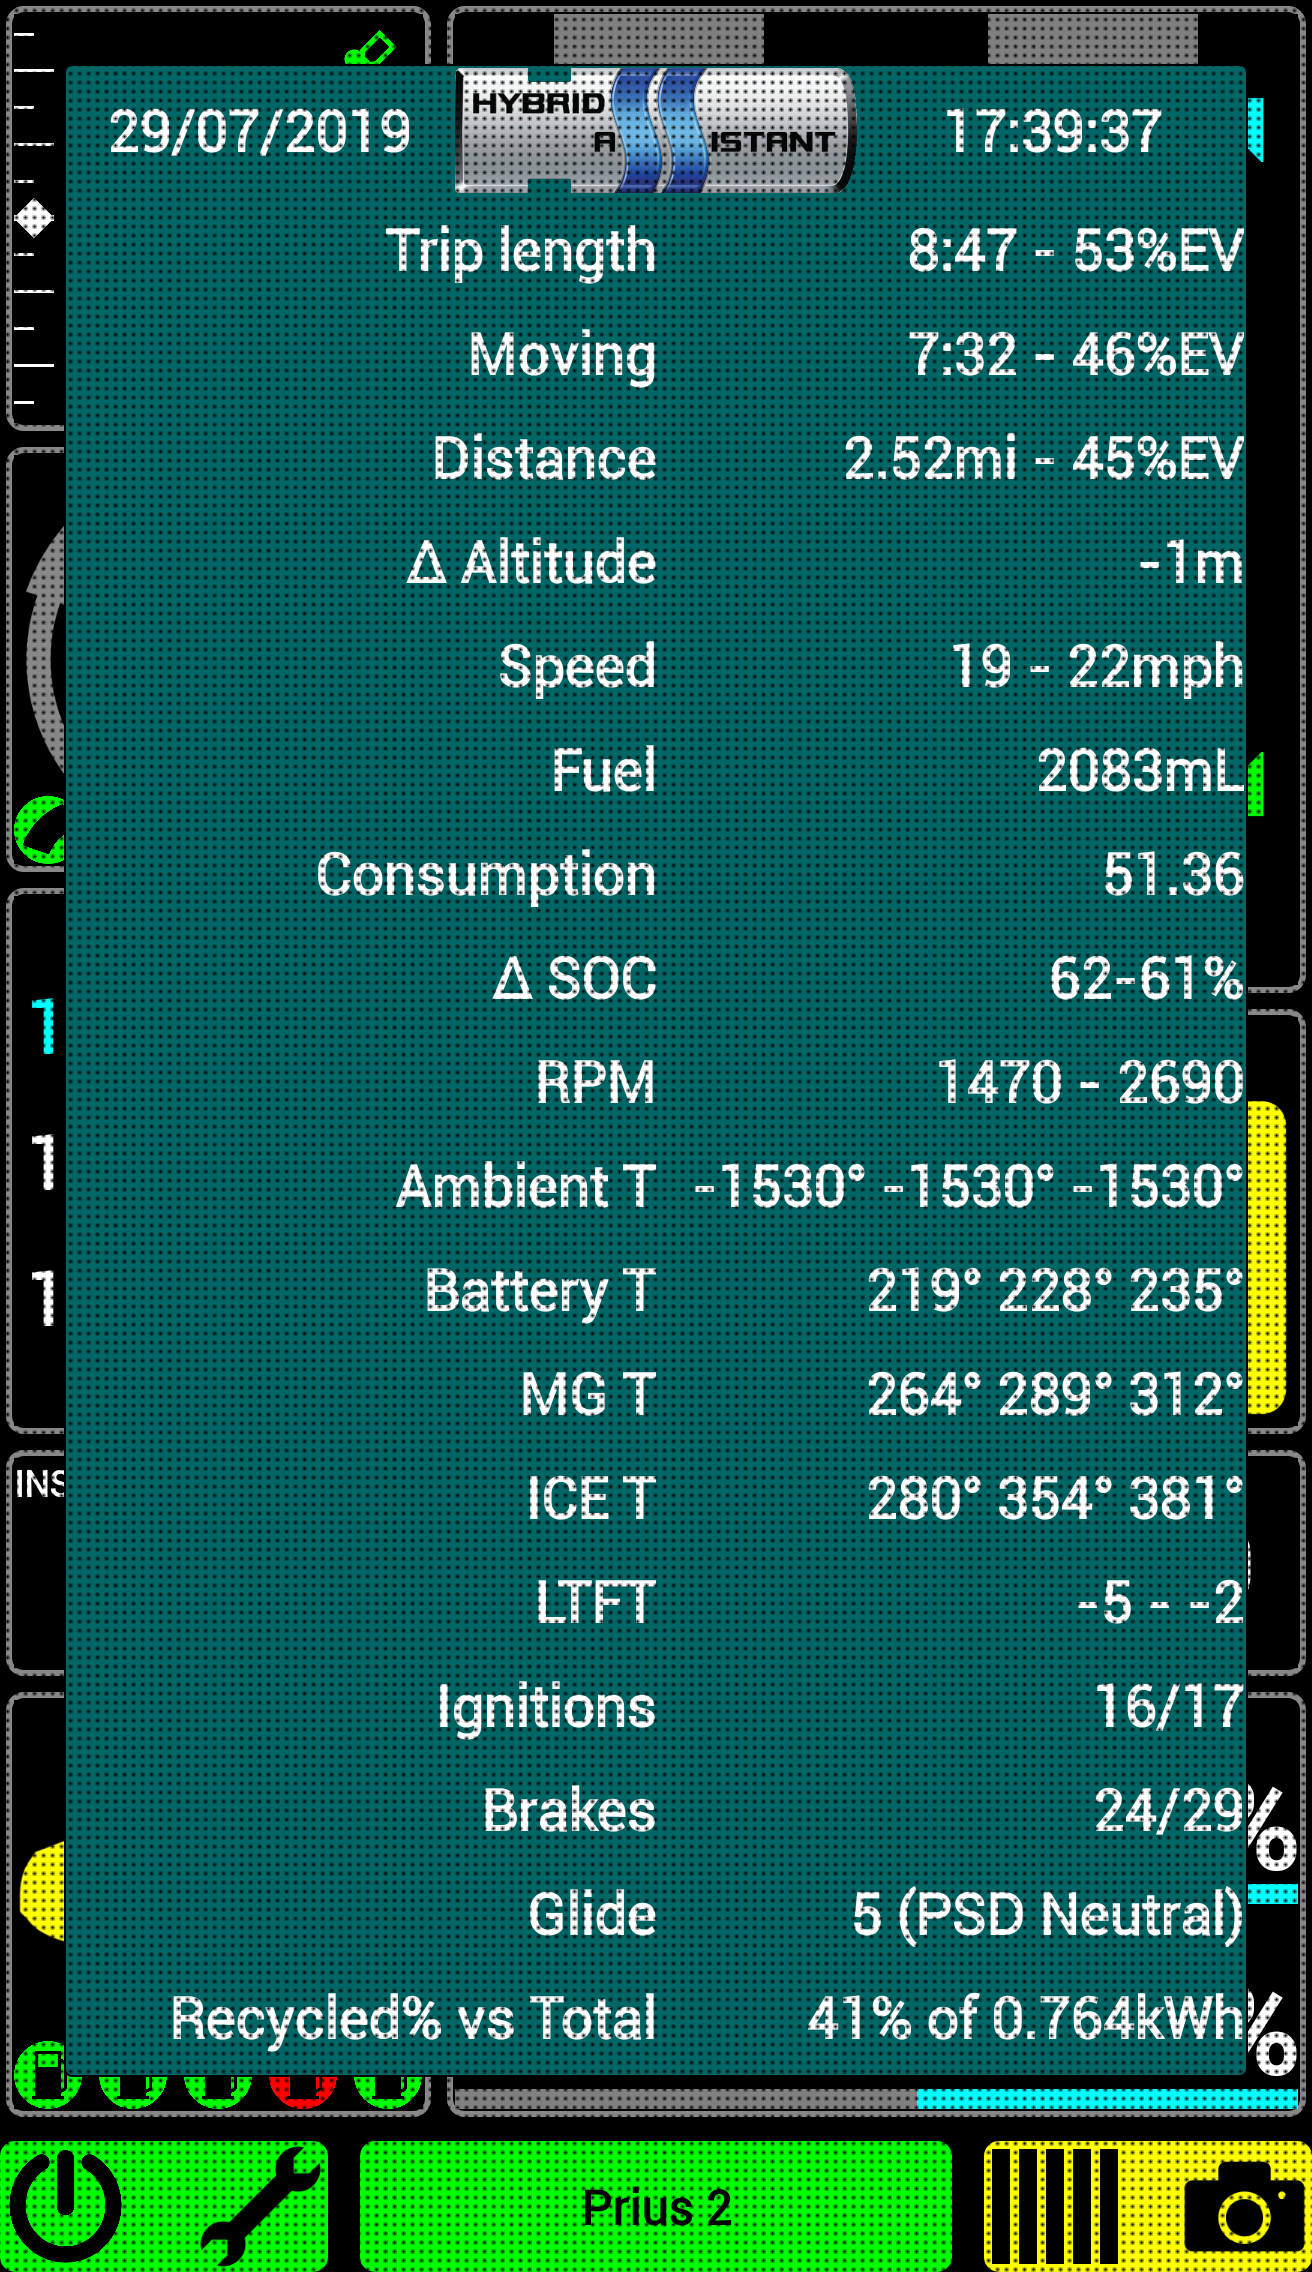 29/07/2019
HYBRID
ASSISTANT
17:39:37
Trip length 8:47 - 53%EV
Moving 7:32 - 46%EV
Distance 2.52mi - 45%EV
Δ Altitude -1m
Speed 19 - 22mph
Fuel 2083mL
Consumption 51.36
Δ SOC 62-61%
RPM 1470 - 2690
Ambient T -1530° -1530° -1530°
Battery T 219° 228° 235°
MG T 264° 289° 312°
ICE T 280° 354° 381°
LTFT -5 - -2
Ignitions 16/17
Brakes 24/29
Glide 5 (PSD Neutral)
Recycled% vs Total 41% of 0.764kWh
1
1
1
%
%
Prius 2